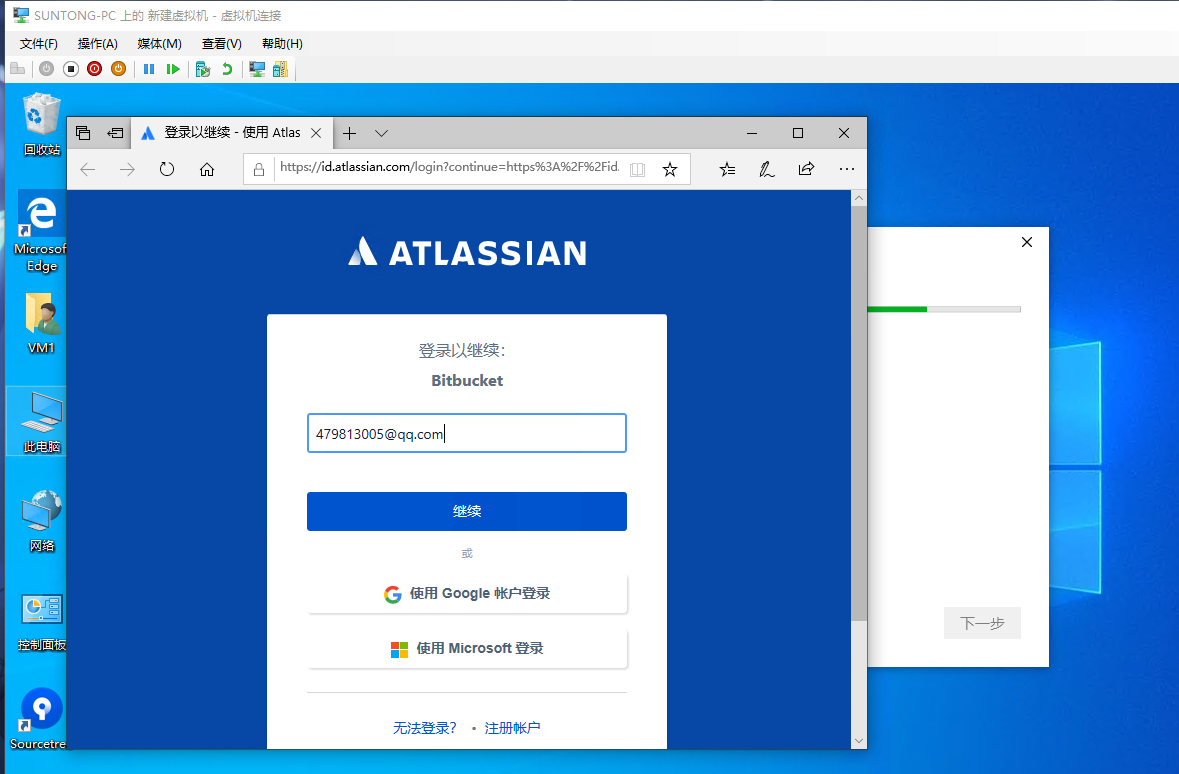 SUNTONG-PC 上的 新建虚拟机 - 虚拟机连接
文件(F) 操作(A) 媒体(M) 查看(V) 帮助(H)
回收站
Microsof
Edge
VM1
此电脑
网络
控制面板
Sourcetre
登录以继续 - 使用 Atlas
https://id.atlassian.com/login?continue=https%3A%2F%2Fid.
ATLASSIAN
登录以继续:
Bitbucket
479813005@qq.com
继续
或
使用 Google 帐户登录
使用 Microsoft 登录
无法登录? • 注册帐户
下一步